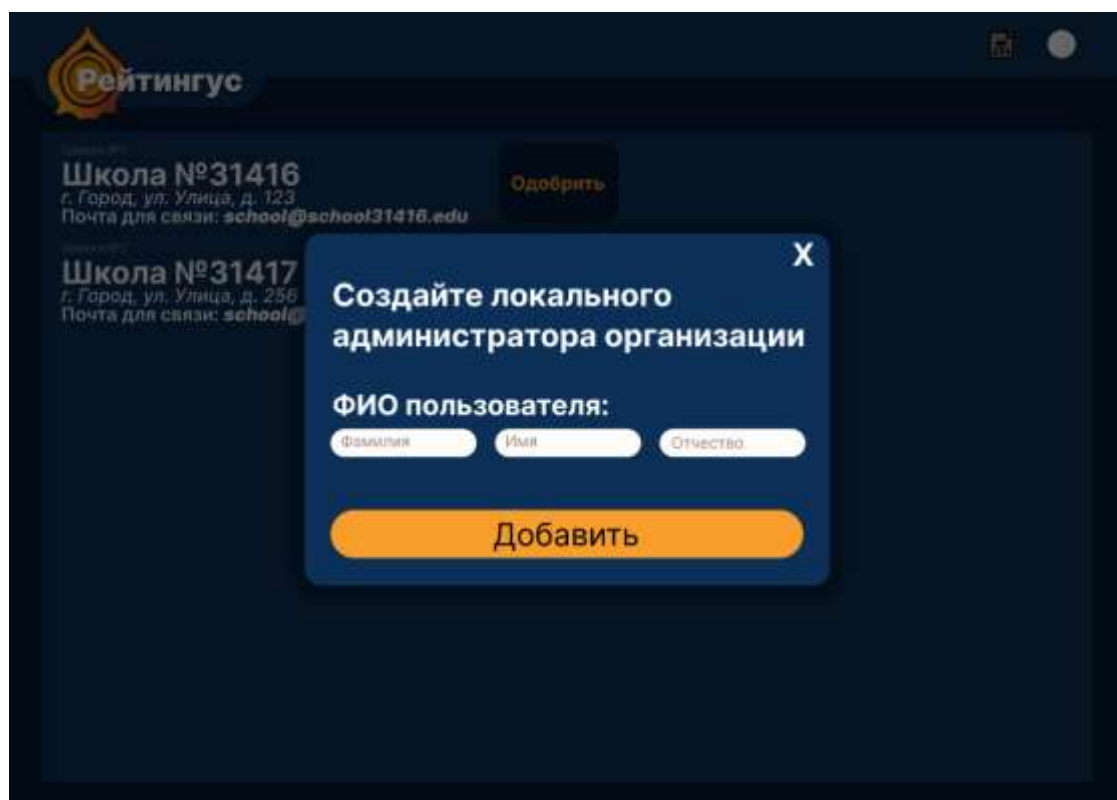 Рейтингус
Школа №31416
г. Город, ул. Улица, д. 123
Почта для связи: school@school31416.edu
Одобрить
Школа №31417
г. Город, ул. Улица, д. 256
Почта для связи: school@
X
Создайте локального
администратора организации
ФИО пользователя:
Фамилия Имя Отчество
Добавить